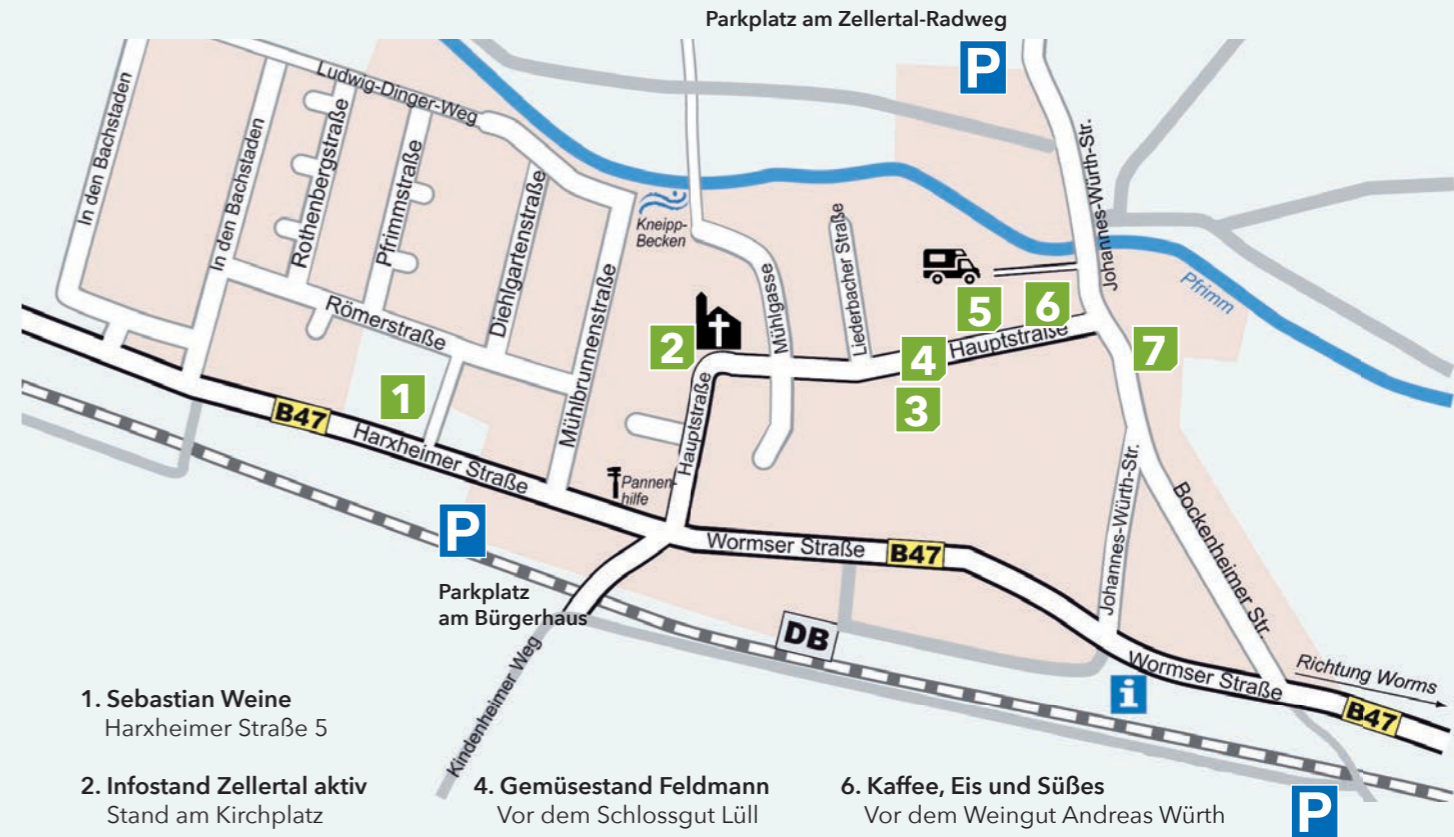 Parkplatz am Zellertal-Radweg
P
Ludwig-Dinger-Weg
In den Bachstaden
In den Bachstaden
Rothenbergstraße
Pfrimmstraße
Diehlgartenstraße
Römerstraße
Mühlbrunnenstraße
Kneipp-
Becken
Mühlgasse
Liederbacher Straße
Johannes-Würth-Str.
Pfrimm
5
6
2
4
Hauptstraße
7
1
3
B47
Harxheimer Straße
Hauptstraße
Pannen-
hilfe
P
Parkplatz
am Bürgerhaus
Wormser Straße
B47
Johannes-Würth-Str.
Bockenheimer Str.
DB
Kindenheimer Weg
Wormser Straße
i
Richtung Worms
B47
P
1. Sebastian Weine
Harxheimer Straße 5
2. Infostand Zellertal aktiv
Stand am Kirchplatz
4. Gemüsestand Feldmann
Vor dem Schlossgut Lüll
6. Kaffee, Eis und Süßes
Vor dem Weingut Andreas Würth